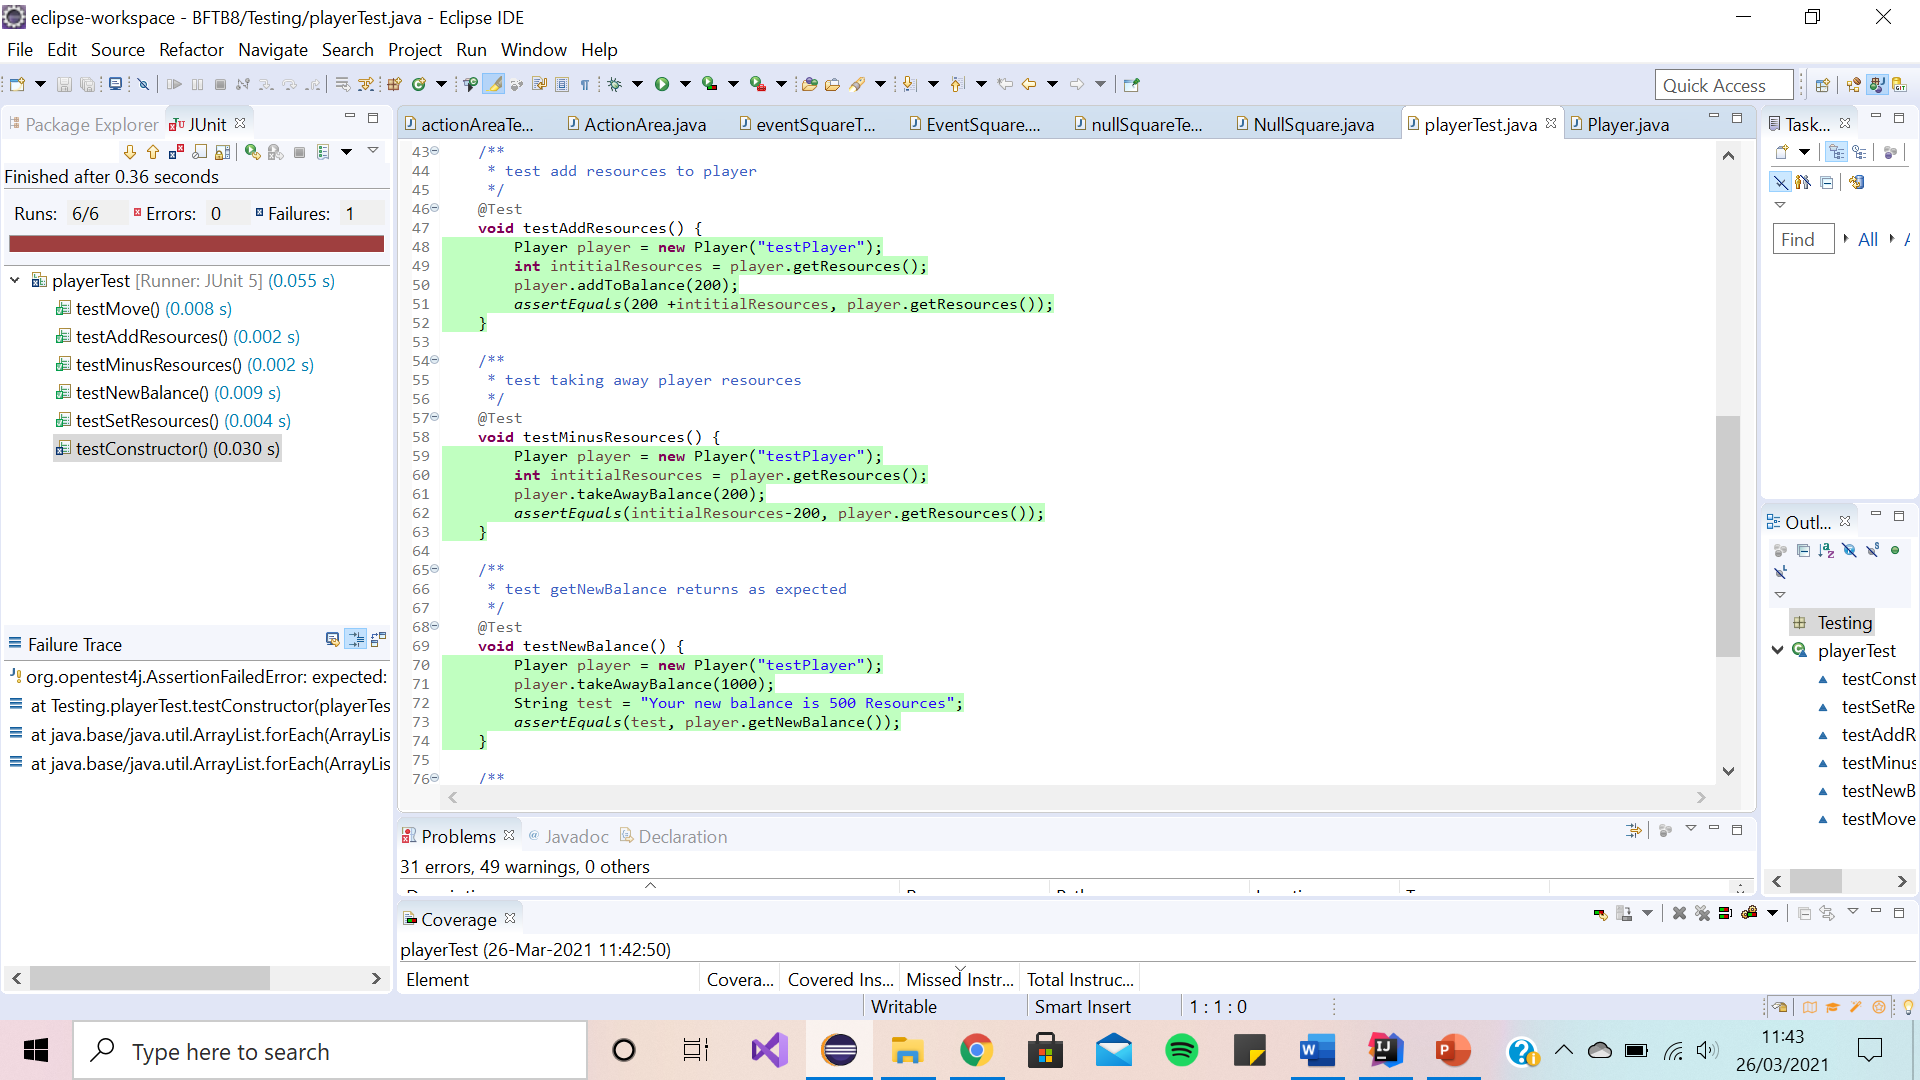 eclipse-workspace - BFTB8/Testing/playerTest.java - Eclipse IDE
File Edit Source Refactor Navigate Search Project Run Window Help
Quick Access
Package Explorer JUnit
Finished after 0.36 seconds
Runs: 6/6 Errors: 0 Failures: 1
playerTest [Runner: JUnit 5] (0.055 s)
testMove() (0.008 s)
testAddResources() (0.002 s)
testMinusResources() (0.002 s)
testNewBalance() (0.009 s)
testSetResources() (0.004 s)
testConstructor() (0.030 s)
Failure Trace
org.opentest4j.AssertionFailedError: expected:
at Testing.playerTest.testConstructor(playerTes
at java.base/java.util.ArrayList.forEach(ArrayLis
at java.base/java.util.ArrayList.forEach(ArrayLis
actionAreaTe... ActionArea.java eventSquareT... EventSquare.... nullSquareTe... NullSquare.java playerTest.java Player.java
43 /**
44 * test add resources to player
45 */
46 @Test
47 void testAddResources() {
48 Player player = new Player("testPlayer");
49 int intitialResources = player.getResources();
50 player.addToBalance(200);
51 assertEquals(200 +intitialResources, player.getResources());
52 }
53
54 /**
55 * test taking away player resources
56 */
57 @Test
58 void testMinusResources() {
59 Player player = new Player("testPlayer");
60 int intitialResources = player.getResources();
61 player.takeAwayBalance(200);
62 assertEquals(intitialResources-200, player.getResources());
63 }
64
65 /**
66 * test getNewBalance returns as expected
67 */
68 @Test
69 void testNewBalance() {
70 Player player = new Player("testPlayer");
71 player.takeAwayBalance(1000);
72 String test = "Your new balance is 500 Resources";
73 assertEquals(test, player.getNewBalance());
74 }
75
76 /**
Problems Javadoc Declaration
31 errors, 49 warnings, 0 others
Coverage
playerTest (26-Mar-2021 11:42:50)
Element Covera... Covered Ins... Missed Instr... Total Instruc...
Writable Smart Insert 1 : 1 : 0
Task...
Find All
Outl...
Testing
playerTest
testConst
testSetRe
testAddR
testMinus
testNewB
testMove
Type here to search
11:43
26/03/2021